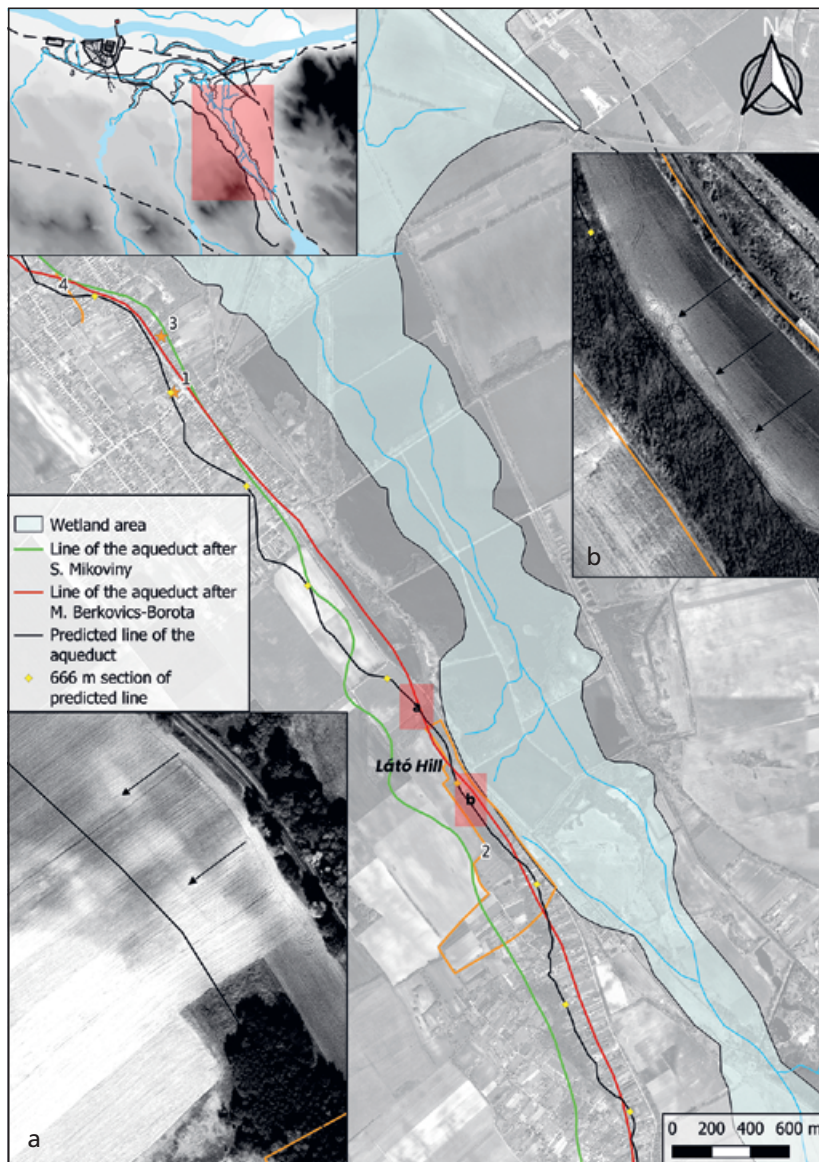 N
4
3
1
Wetland area
Line of the aqueduct after
S. Mikoviny
Line of the aqueduct after
M. Berkovics-Borota
Predicted line of the
aqueduct
666 m section of
predicted line
b
a
Látó Hill
b
2
a
0 200 400 600 m